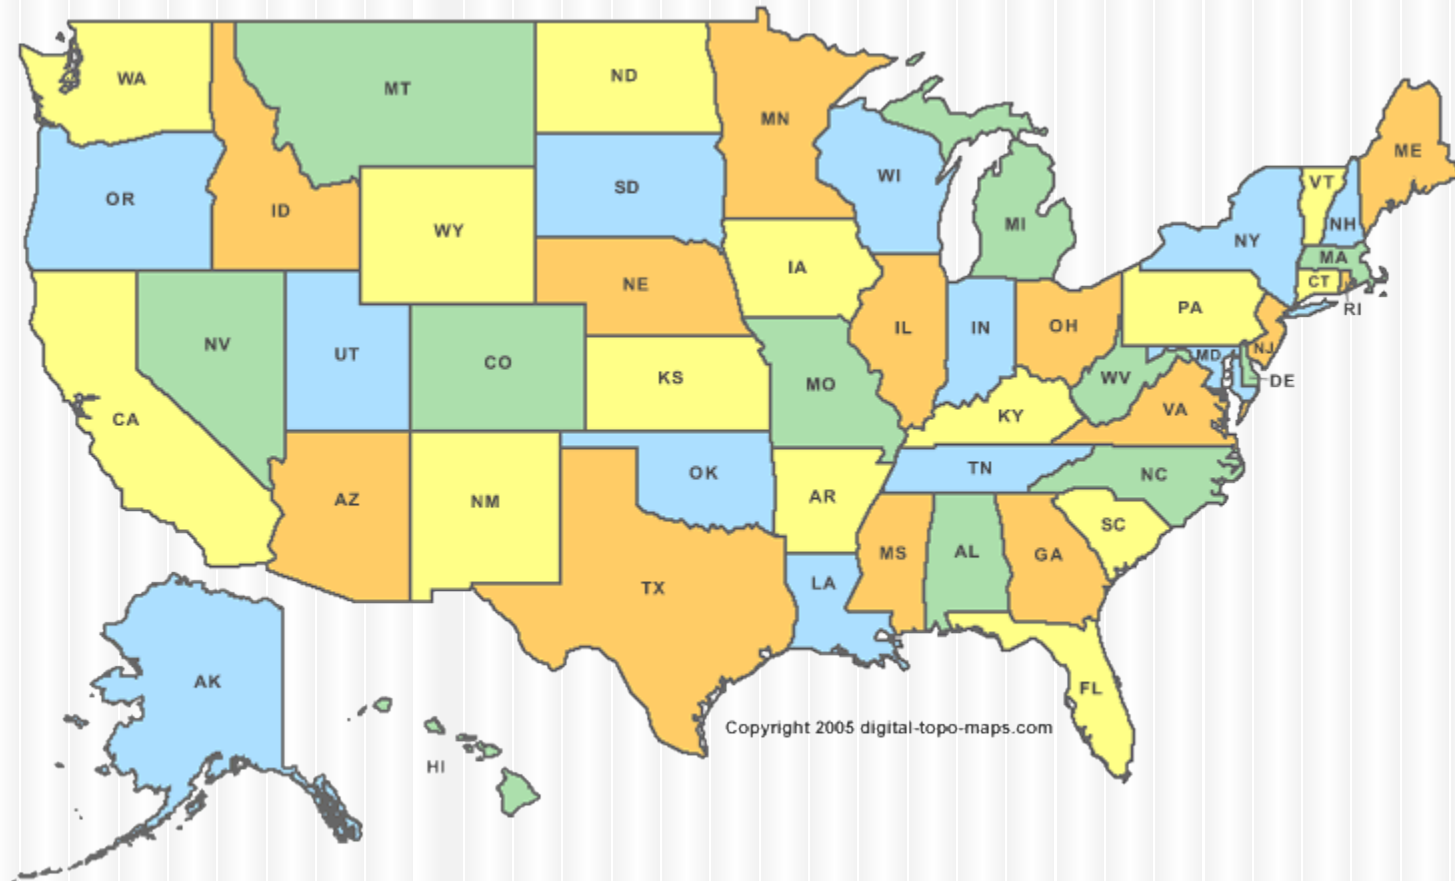 WA
MT
ND
MN
ME
VT
OR
ID
SD
WI
NH
WY
MI
NY
MA
IA
CT
NE
PA
RI
NV
UT
CO
IL
IN
OH
NJ
MD
KS
MO
WV
DE
CA
KY
VA
AZ
NM
OK
AR
TN
NC
SC
MS
AL
GA
TX
LA
AK
FL
Copyright 2005 digital-topo-maps.com
HI